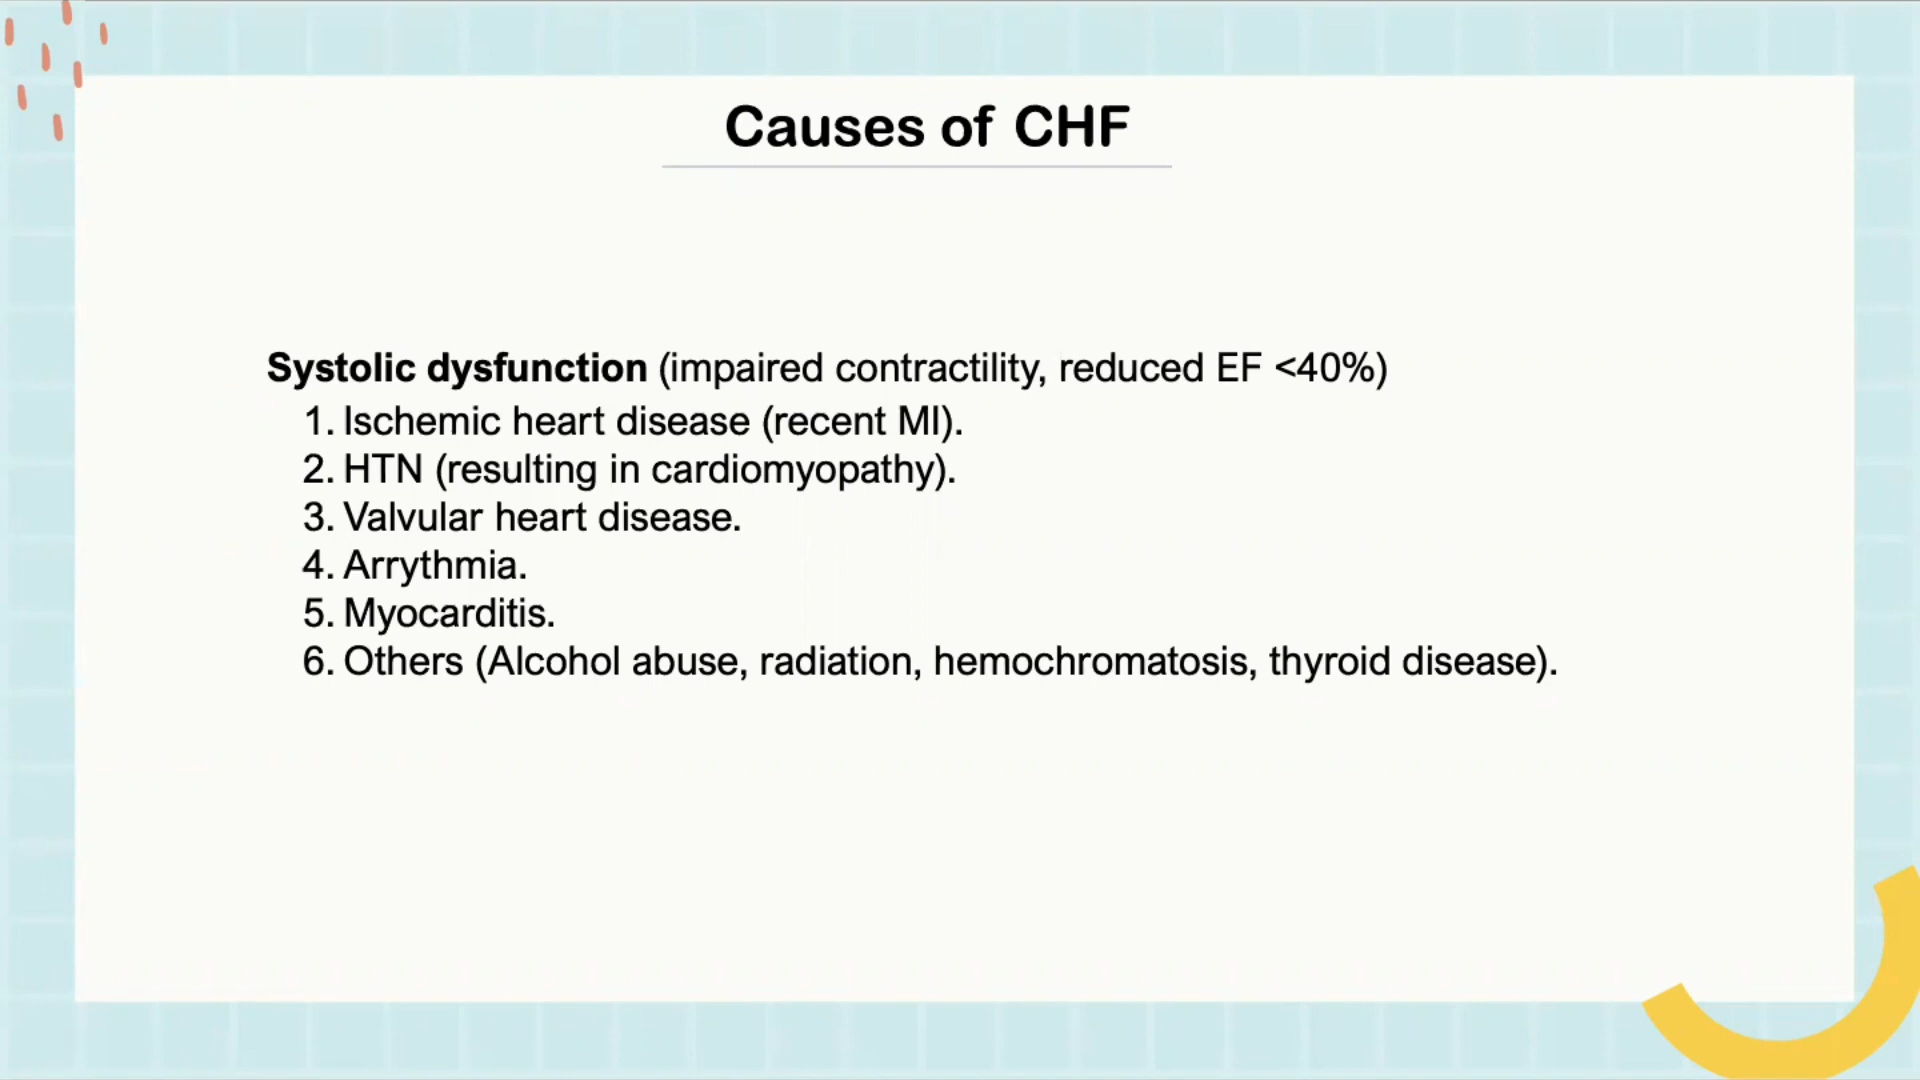 Causes of CHF
Systolic dysfunction (impaired contractility, reduced EF <40%)
1. Ischemic heart disease (recent MI).
2. HTN (resulting in cardiomyopathy).
3. Valvular heart disease.
4. Arrythmia.
5. Myocarditis.
6. Others (Alcohol abuse, radiation, hemochromatosis, thyroid disease).